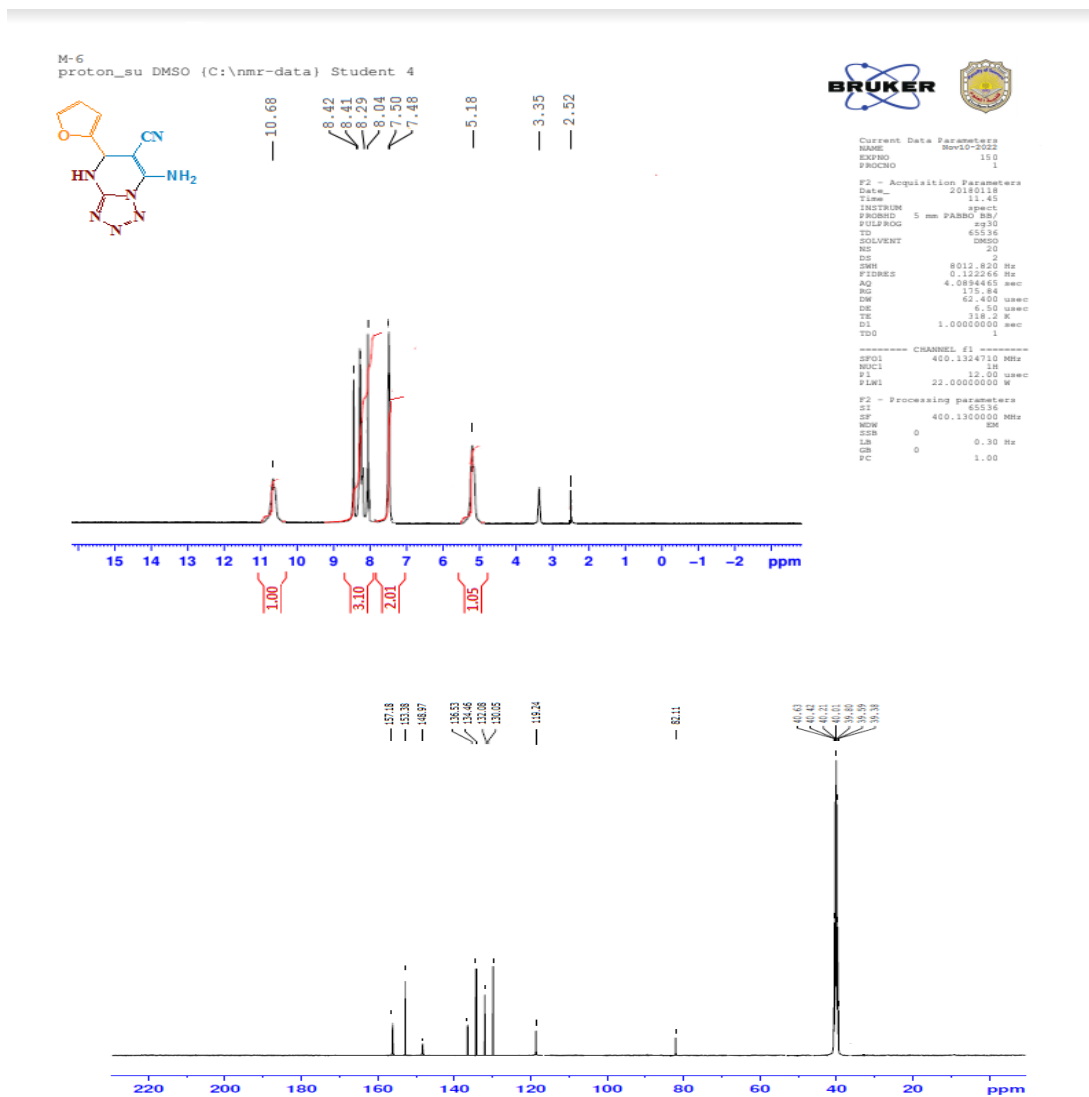 M-6
proton_su DMSO {C:\nmr-data} Student 4
10.68
8.42
8.41
8.29
8.04
7.50
7.48
5.18
3.35
2.52
BRUKER
O
CN
HN
NH2
N
N
N
N
Current Data Parameters
NAME Nov10-2022
EXPNO 150
PROCNO 1
F2 - Acquisition Parameters
Date_ 20180118
Time 11.45
INSTRUM spect
PROBHD 5 mm PABBO BB/
PULPROG zg30
TD 65536
SOLVENT DMSO
NS 20
DS 2
SWH 8012.820 Hz
FIDRES 0.122266 Hz
AQ 4.0894465 sec
RG 175.84
DW 62.400 usec
DE 6.50 usec
TE 318.2 K
D1 1.00000000 sec
TD0 1
======== CHANNEL f1 ========
SFO1 400.1324710 MHz
NUC1 1H
P1 12.00 usec
PLW1 22.00000000 W
F2 - Processing parameters
SI 65536
SF 400.1300000 MHz
WDW EM
SSB 0
LB 0.30 Hz
GB 0
PC 1.00
15 14 13 12 11 10 9 8 7 6 5 4 3 2 1 0 -1 -2 ppm
1.00
3.10
2.01
1.05
157.18
153.38
148.97
136.53
134.46
132.08
130.05
119.24
82.11
40.63
40.42
40.21
40.01
39.80
39.59
39.38
220 200 180 160 140 120 100 80 60 40 20 ppm